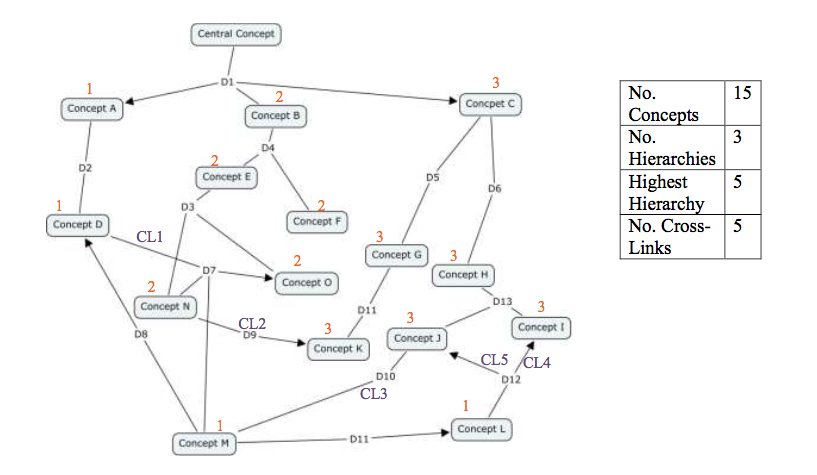 Central Concept
D1
1
Concept A
2
Concept B
3
Concpet C
D2
D4
2
Concept E
D5
D6
1
Concept D
D3
2
Concept F
CL1
3
Concept G
3
Concept H
D7
2
Concept O
2
Concept N
D13
D11
3
Concept I
3
Concept J
CL2
D9
3
Concept K
D8
CL5
CL4
D10
D12
CL3
1
Concept L
1
Concept M
D11
No. Concepts 15
No. Hierarchies 3
Highest Hierarchy 5
No. Cross-Links 5